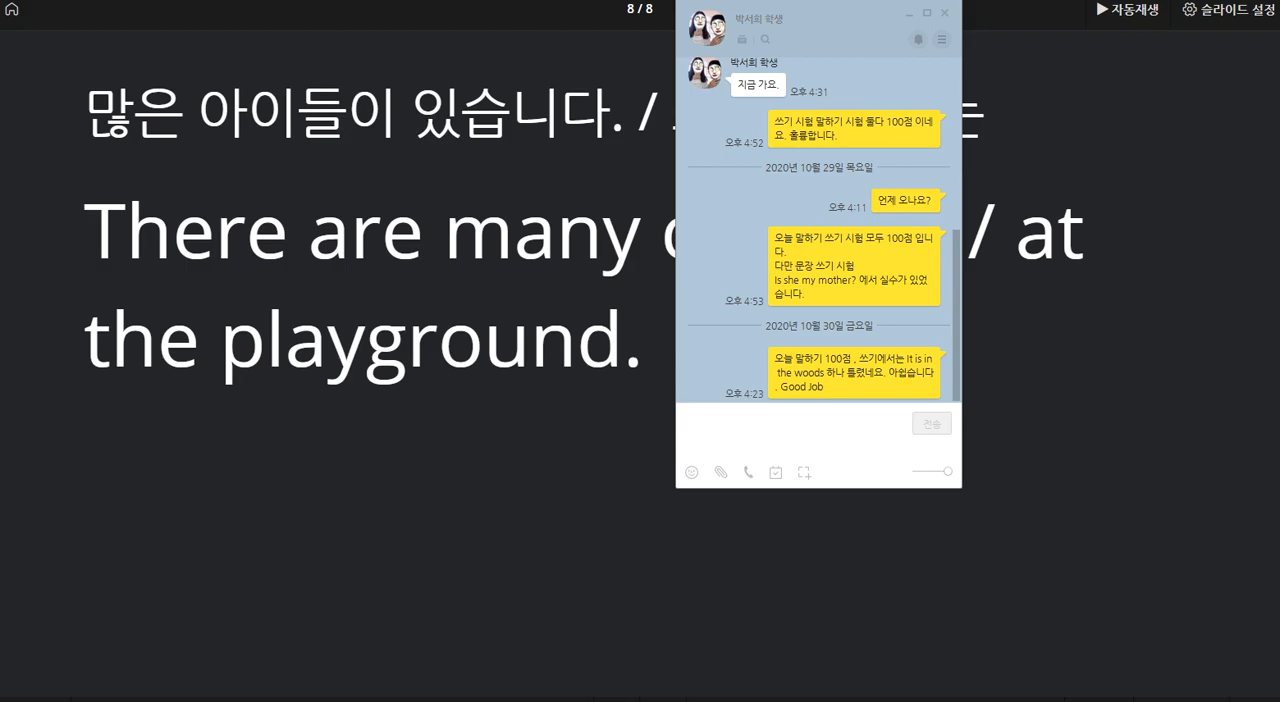 8 / 8
자동재생
슬라이드 설정
많은 아이들이 있습니다. /
There are many / at
the playground.
박서희 학생
박서희 학생
지금 가요.
오후 4:31
쓰기 시험 말하기 시험 둘다 100점 이네
요. 훌륭합니다.
오후 4:52
2020년 10월 29일 목요일
언제 오나요?
오후 4:11
오늘 말하기 쓰기 시험 모두 100점 입니
다.
다만 문장 쓰기 시험
Is she my mother? 에서 실수가 있었
습니다.
오후 4:53
2020년 10월 30일 금요일
오늘 말하기 100점 , 쓰기에서는 It is in
the woods 하나 틀렸네요. 아쉽습니다
. Good Job
오후 4:23
전송